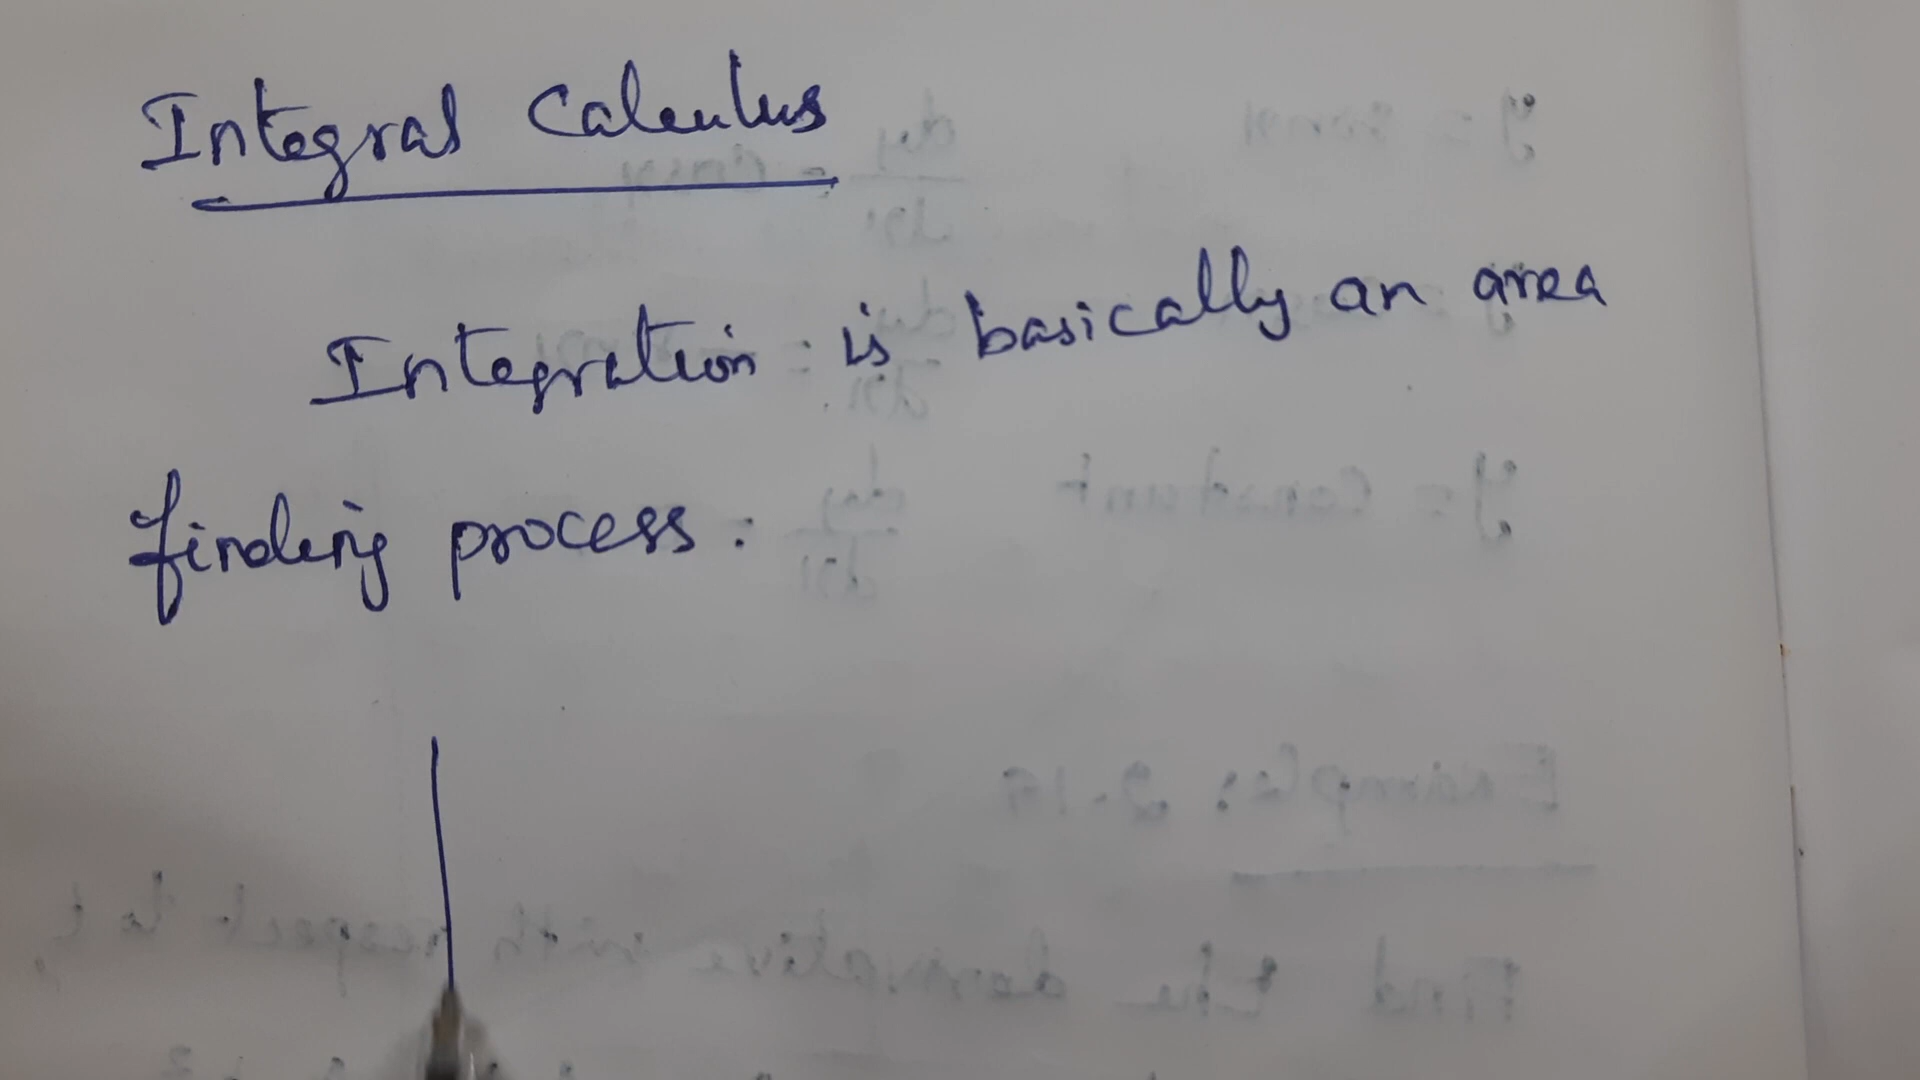 Integral Calculus
Integration is basically an area
finding process.